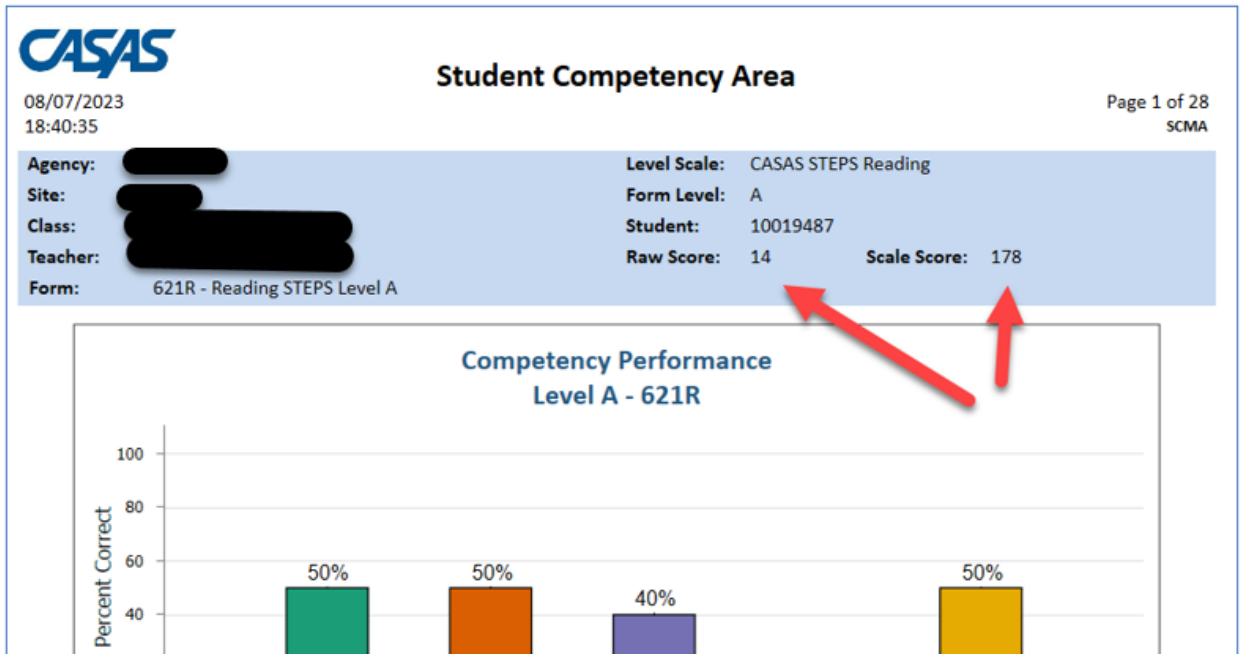 CASAS
Student Competency Area
08/07/2023
18:40:35
Page 1 of 28
SCMA
Agency:
Level Scale: CASAS STEPS Reading
Site:
Form Level: A
Class:
Student: 10019487
Teacher:
Raw Score: 14 Scale Score: 178
Form: 621R - Reading STEPS Level A
Competency Performance
Level A - 621R
Percent Correct
100
80
60
40
50%
50%
40%
50%